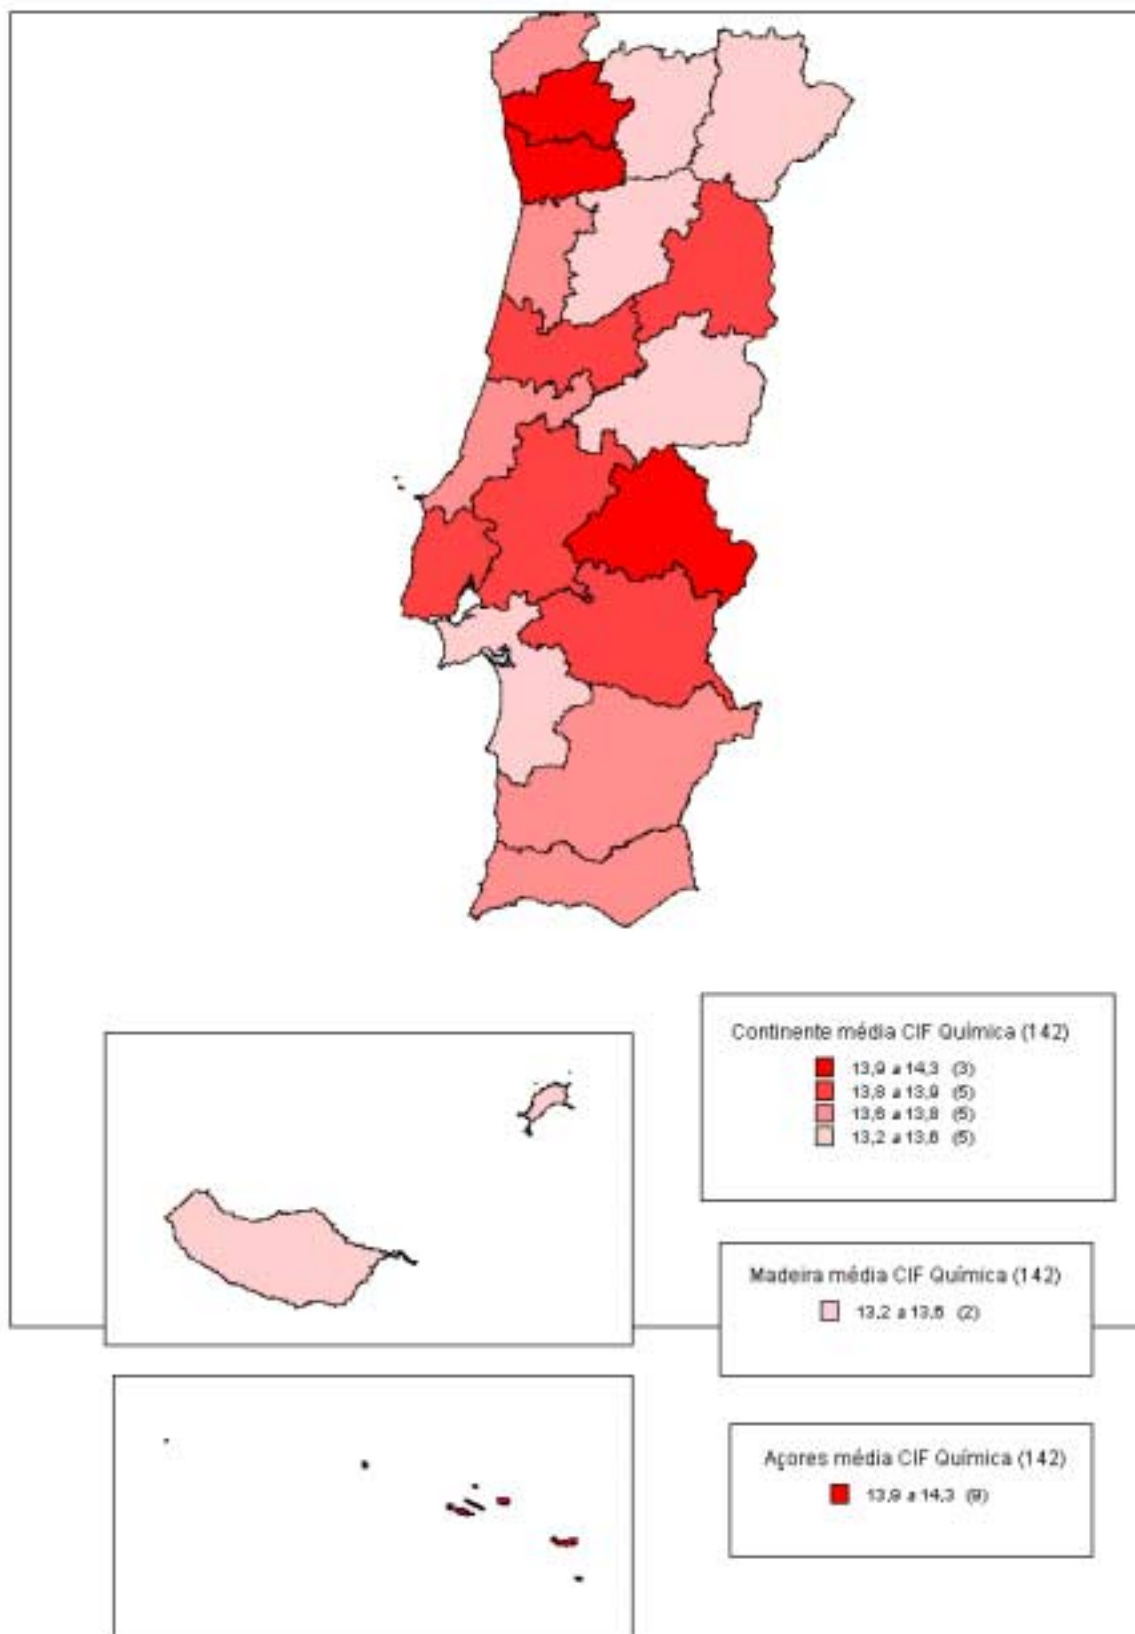 Continente média CIF Química (142)
13,9 a 14,3 (3)
13,8 a 13,9 (5)
13,6 a 13,8 (5)
13,2 a 13,6 (5)
Madeira média CIF Química (142)
13,2 a 13,6 (2)
Açores média CIF Química (142)
13,9 a 14,3 (9)